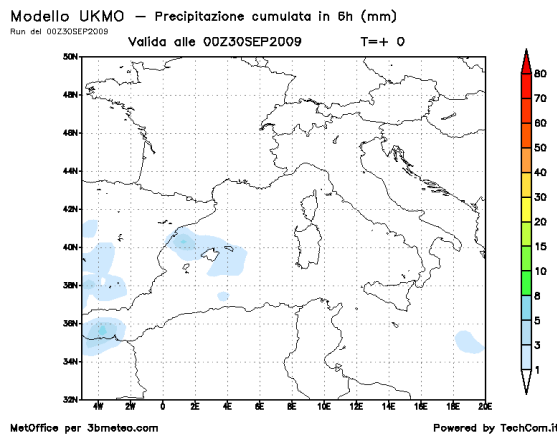 Modello UKMO — Precipitazione cumulata in 6h (mm)
Run del 00Z30SEP2009
Valida alle 00Z30SEP2009 T=+ 0
50N
48N
46N
44N
42N
40N
38N
36N
34N
32N
4W 2W 0 2E 4E 6E 8E 10E 12E 14E 16E 18E 20E
80
70
60
50
40
30
20
15
10
8
5
3
1
MetOffice per 3bmeteo.com Powered by TechCom.it